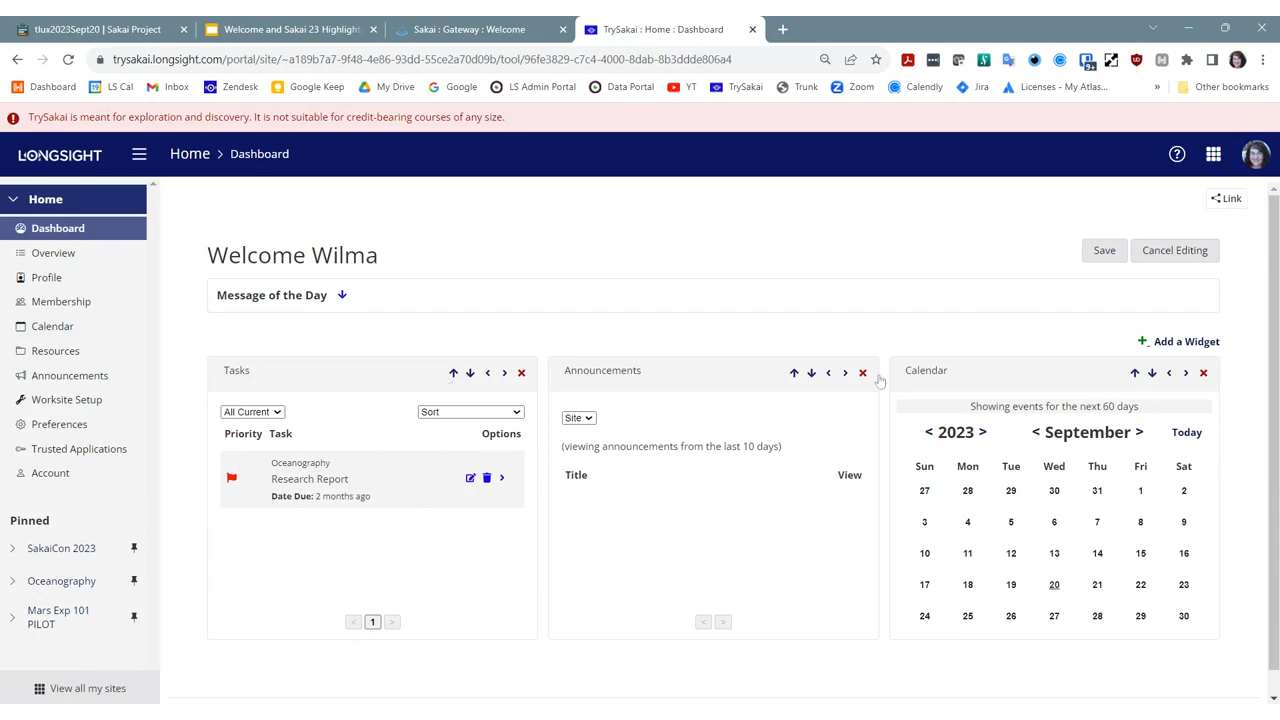 tlux2023Sept20 | Sakai Project
Welcome and Sakai 23 Highlight
Sakai : Gateway : Welcome
TrySakai : Home : Dashboard
trysakai.longsight.com/portal/site/~a189b7a7-9f48-4e86-93fd-55b2a2a70d09b/tool/96f53829-c7c4-4000-8dab-8b3ddde806a4
Dashboard 19 LS Cal Inbox Zendesk Google Keep My Drive Google LS Admin Portal Data Portal YT TrySakai Trunk Zoom Calendly Jira Licenses - My Atlas... » Other bookmarks
TrySakai is meant for exploration and discovery. It is not suitable for credit-bearing courses of any size.
LONGSIGHT
Home > Dashboard
Link
Home
Dashboard
Overview
Profile
Membership
Calendar
Resources
Announcements
Worksite Setup
Preferences
Trusted Applications
Account
Pinned
SakaiCon 2023
Oceanography
Mars Exp 101
PILOT
View all my sites
Welcome Wilma
Save Cancel Editing
Message of the Day
Add a Widget
Tasks
All Current Sort
Priority Task Options
Oceanography
Research Report
Date Due: 2 months ago
< 1 >
Announcements
Site
(viewing announcements from the last 10 days)
Title View
< >
Calendar
Showing events for the next 60 days
< 2023 > < September > Today
Sun Mon Tue Wed Thu Fri Sat
27 28 29 30 31 1 2
3 4 5 6 7 8 9
10 11 12 13 14 15 16
17 18 19 20 21 22 23
24 25 26 27 28 29 30